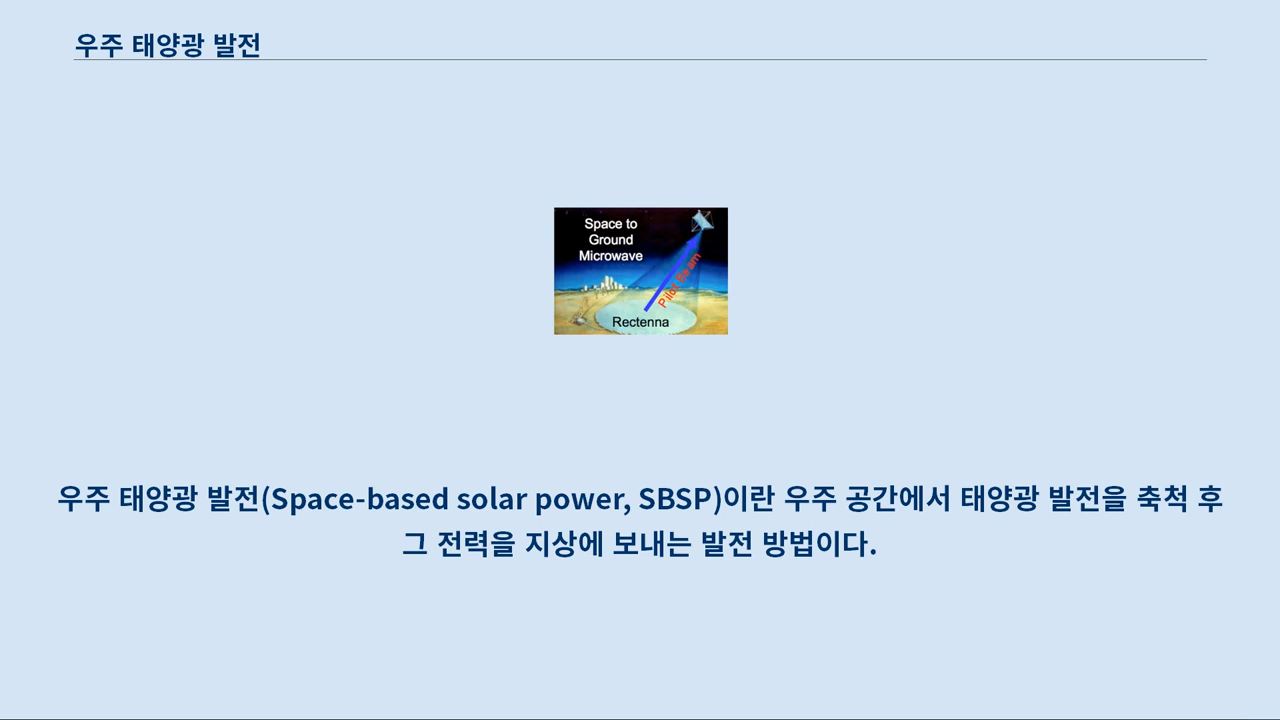 우주 태양광 발전
Space to
Ground
Microwave
Pilot Beam
Rectenna
우주 태양광 발전(Space-based solar power, SBSP)이란 우주 공간에서 태양광 발전을 축척 후
그 전력을 지상에 보내는 발전 방법이다.